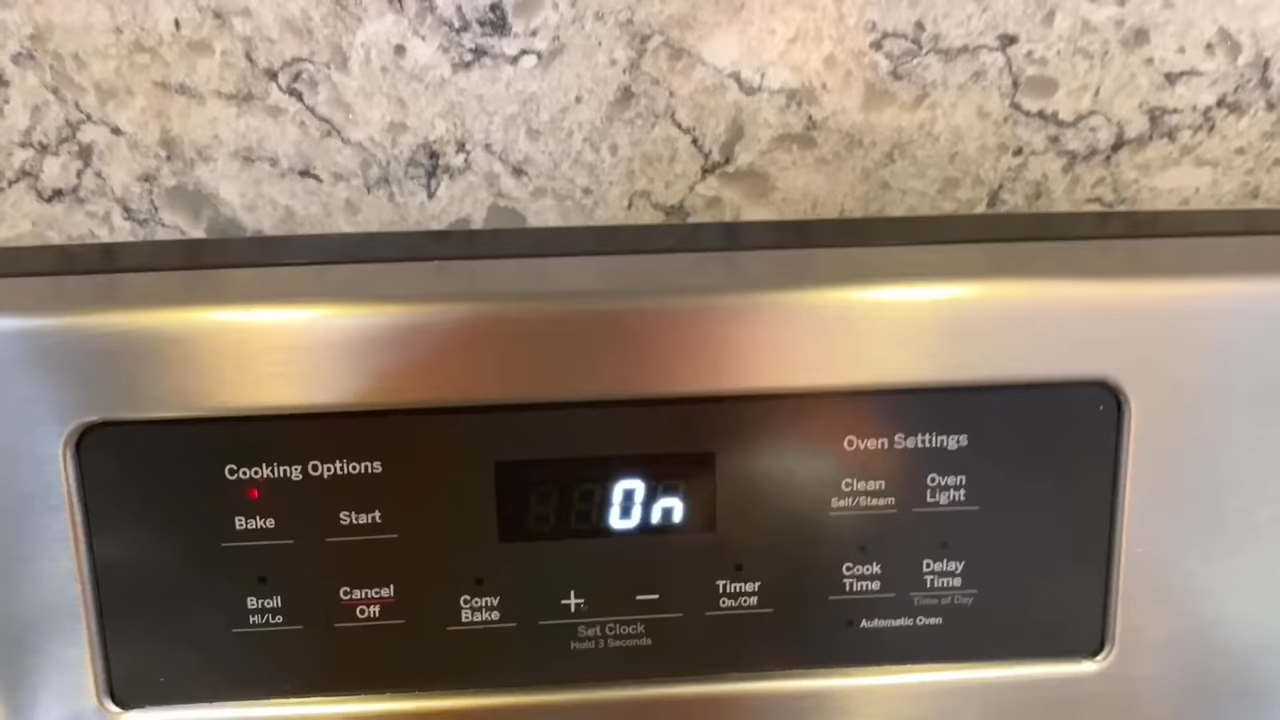 Cooking Options
Bake
Start
Broil
Hi/Lo
Cancel
Off
Conv
Bake
On
+ −
Set Clock
Hold 3 Seconds
Timer
On/Off
Oven Settings
Clean
Self/Steam
Oven
Light
Cook
Time
Delay
Time
Time of Day
Automatic Oven